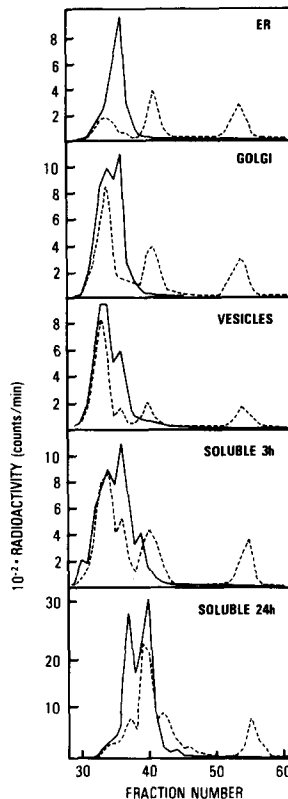 ER
8
6
4
2
GOLGI
10
8
6
4
2
VESICLES
8
6
4
2
SOLUBLE 3h
10
8
6
4
2
SOLUBLE 24h
30
20
10
10⁻² • RADIOACTIVITY (counts/min)
30 40 50 60
FRACTION NUMBER